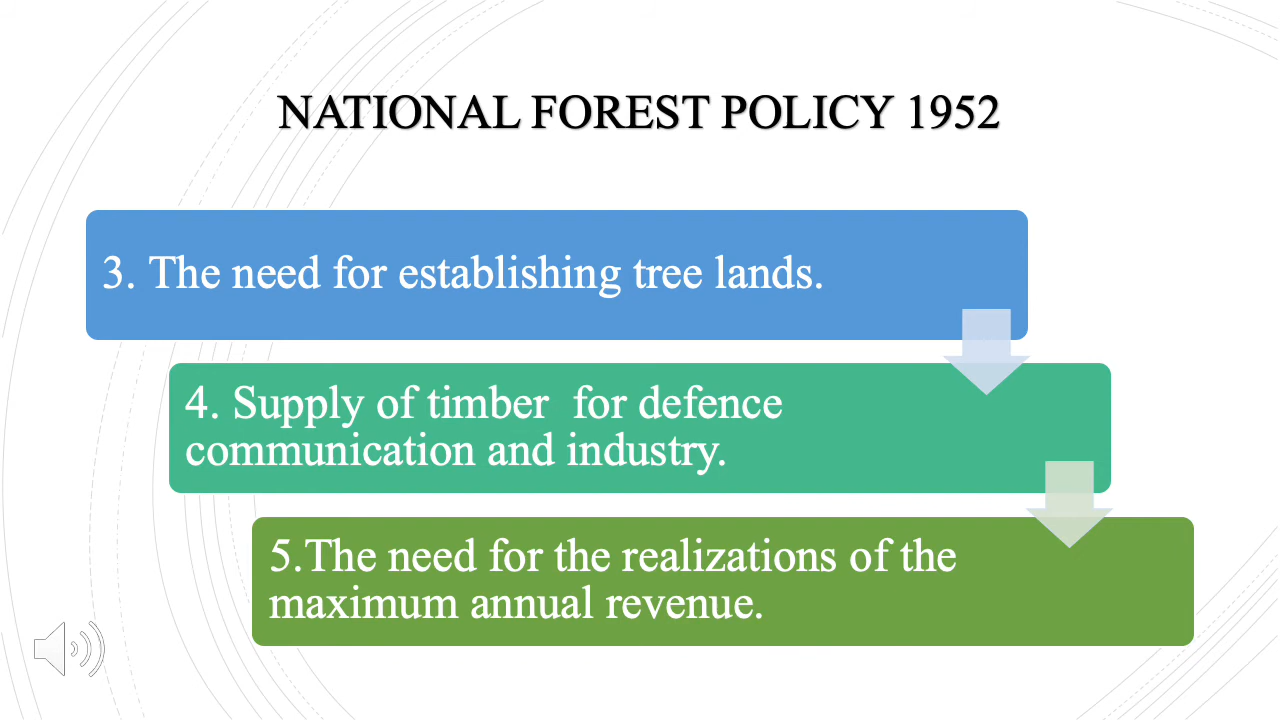 NATIONAL FOREST POLICY 1952
3. The need for establishing tree lands.
4. Supply of timber  for defence
communication and industry.
5.The need for the realizations of the
maximum annual revenue.